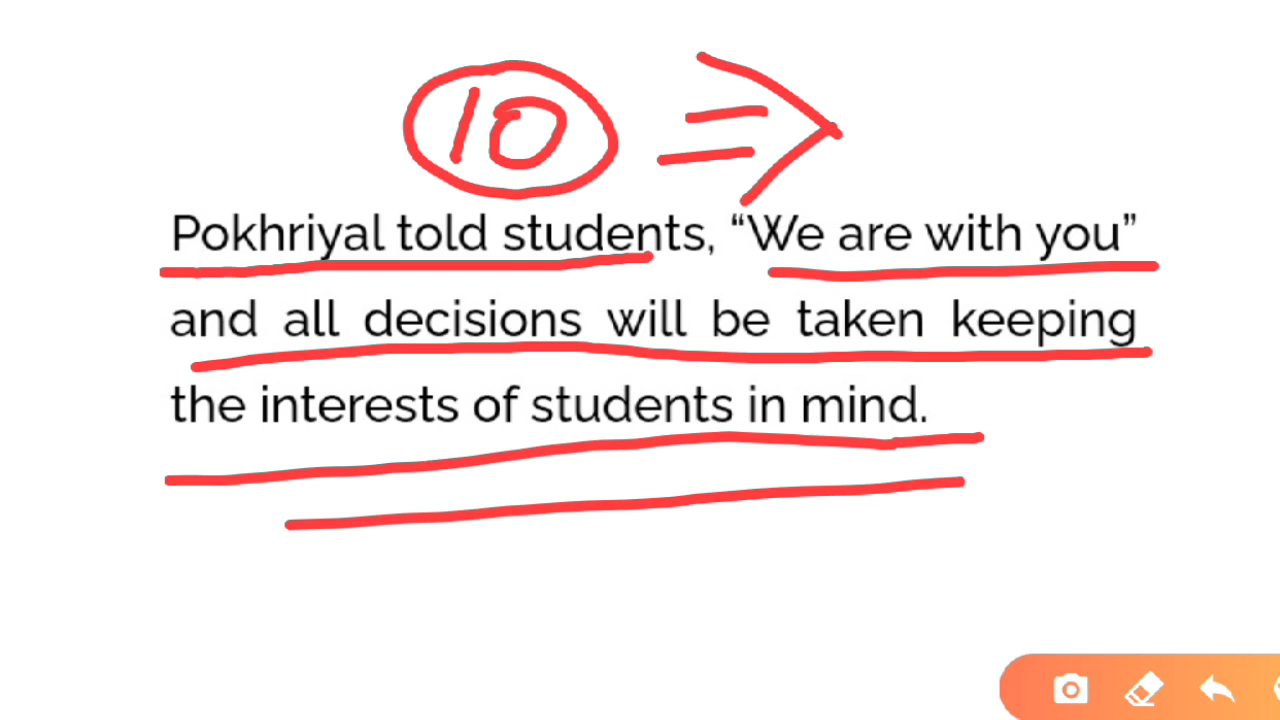 10 =>
Pokhriyal told students, “We are with you”
and all decisions will be taken keeping
the interests of students in mind.